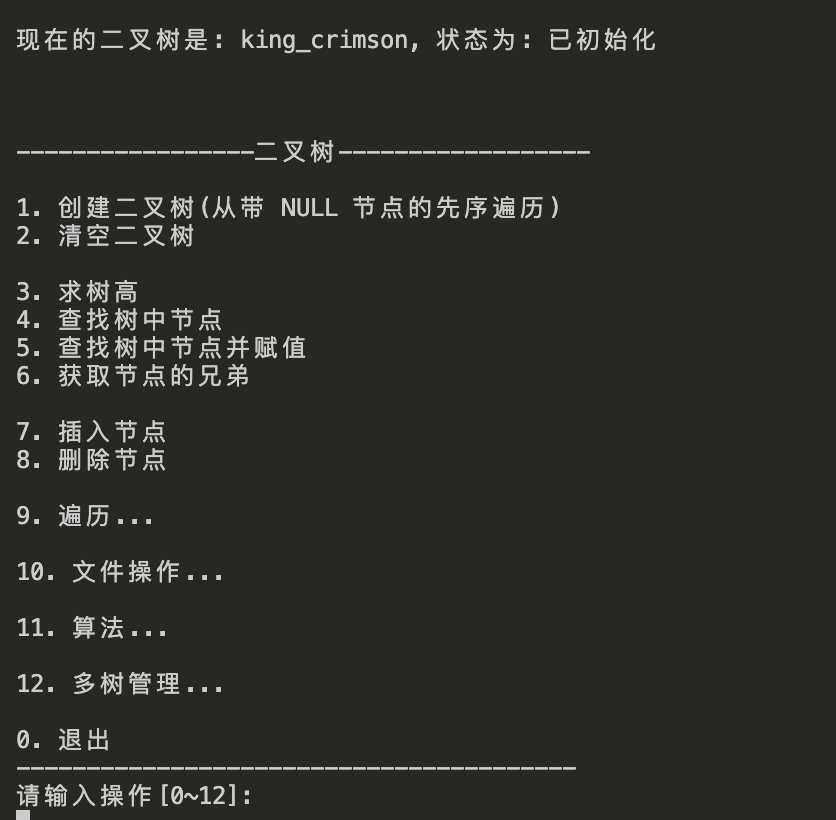 现在的二叉树是: king_crimson, 状态为: 已初始化
-----------------二叉树------------------
1. 创建二叉树(从带 NULL 节点的先序遍历)
2. 清空二叉树
3. 求树高
4. 查找树中节点
5. 查找树中节点并赋值
6. 获取节点的兄弟
7. 插入节点
8. 删除节点
9. 遍历...
10. 文件操作...
11. 算法...
12. 多树管理...
0. 退出
----------------------------------------
请输入操作[0~12]: